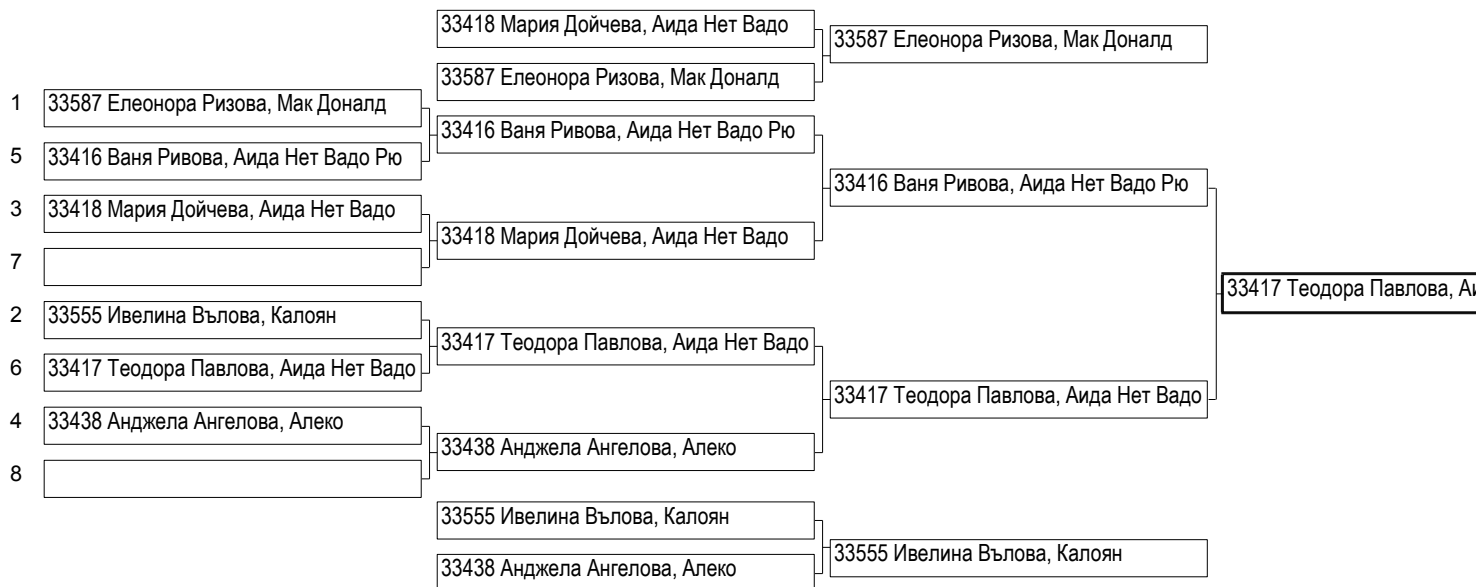 33418 Мария Дойчева, Аида Нет Вадо
33587 Елеонора Ризова, Мак Доналд
33587 Елеонора Ризова, Мак Доналд
1 33587 Елеонора Ризова, Мак Доналд
33416 Ваня Ривова, Аида Нет Вадо Рю
5 33416 Ваня Ривова, Аида Нет Вадо Рю
33416 Ваня Ривова, Аида Нет Вадо Рю
3 33418 Мария Дойчева, Аида Нет Вадо
33418 Мария Дойчева, Аида Нет Вадо
7
33417 Теодора Павлова, Аи
2 33555 Ивелина Вълова, Калоян
33417 Теодора Павлова, Аида Нет Вадо
6 33417 Теодора Павлова, Аида Нет Вадо
33417 Теодора Павлова, Аида Нет Вадо
4 33438 Анджела Ангелова, Алеко
33438 Анджела Ангелова, Алеко
8
33555 Ивелина Вълова, Калоян
33555 Ивелина Вълова, Калоян
33438 Анджела Ангелова, Алеко